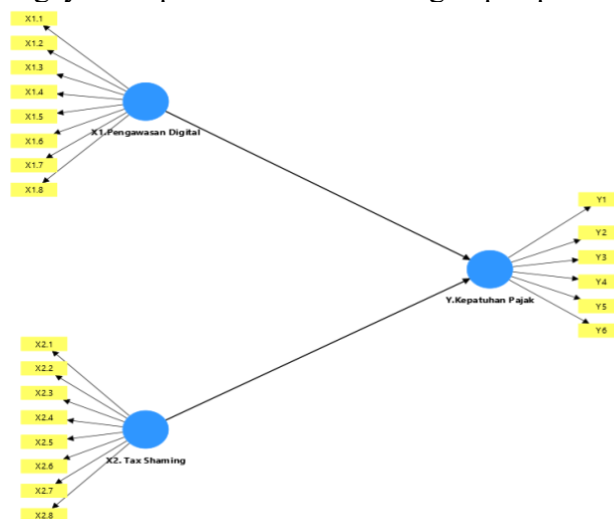 X1.1
X1.2
X1.3
X1.4
X1.5
X1.6
X1.7
X1.8
X1.Pengawasan Digital
Y1
Y2
Y3
Y4
Y5
Y6
Y.Kepatuhan Pajak
X2.1
X2.2
X2.3
X2.4
X2.5
X2.6
X2.7
X2.8
X2. Tax Shaming